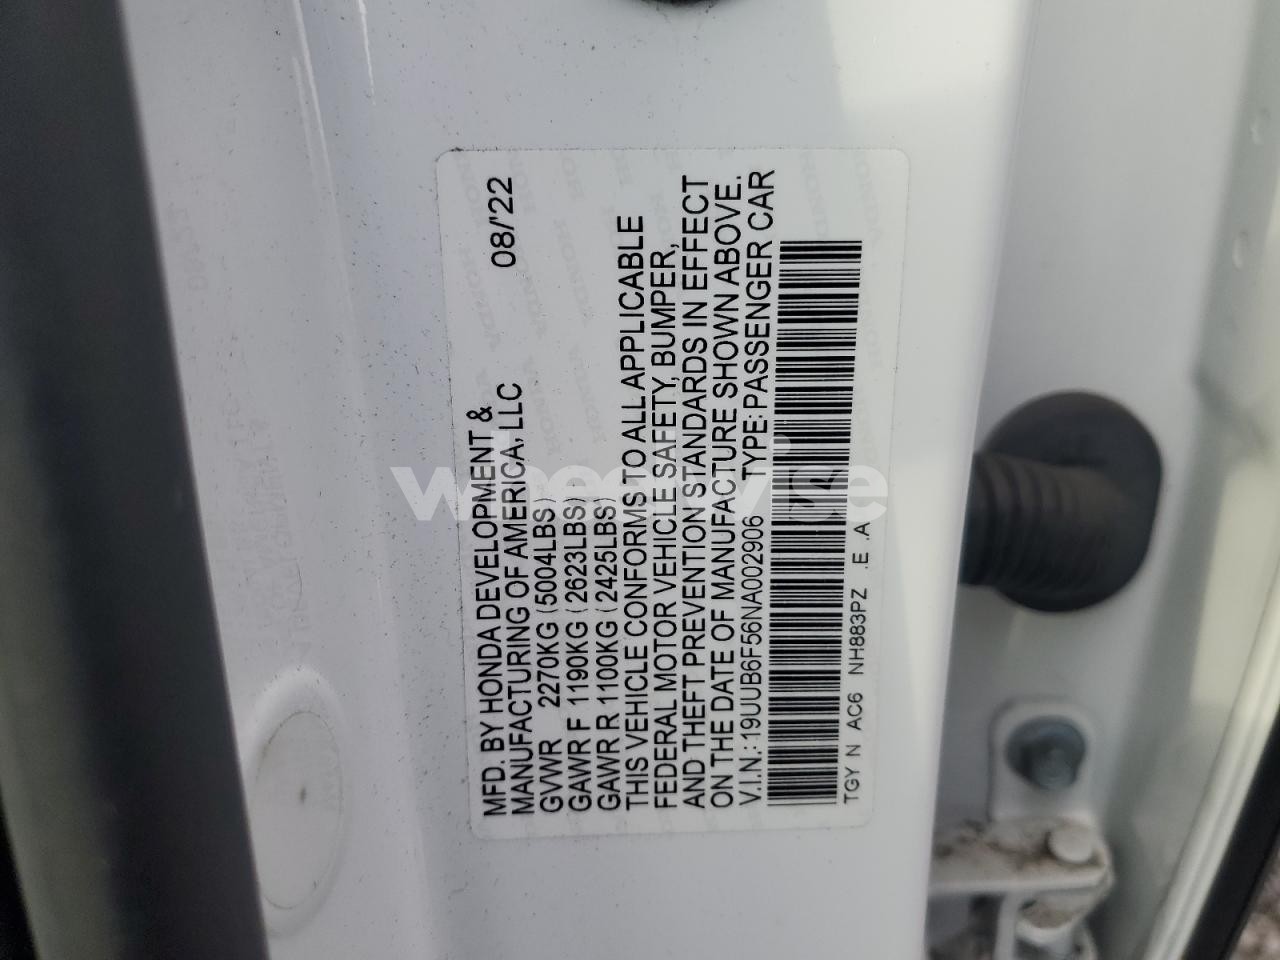 MFD. BY HONDA DEVELOPMENT & 08/'22
MANUFACTURING OF AMERICA, LLC
GVWR 2270KG (5004LBS)
GAWR F 1190KG (2623LBS)
GAWR R 1100KG (2425LBS)
THIS VEHICLE CONFORMS TO ALL APPLICABLE
FEDERAL MOTOR VEHICLE SAFETY, BUMPER,
AND THEFT PREVENTION STANDARDS IN EFFECT
ON THE DATE OF MANUFACTURE SHOWN ABOVE.
V.I.N.: 19UUB6F56NA002906 TYPE: PASSENGER CAR
TGY N AC6 NH883PZ .E .A
wheelwise